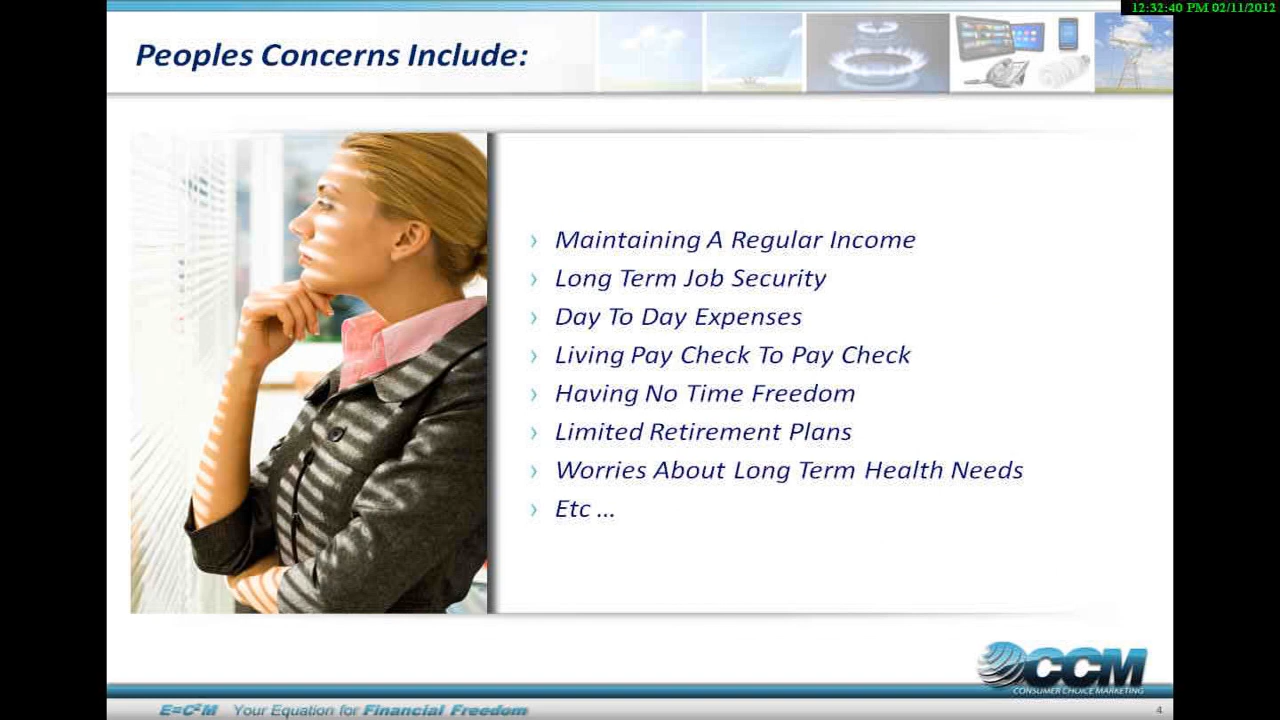 12:32:40 PM 02/11/2012
Peoples Concerns Include:
› Maintaining A Regular Income
› Long Term Job Security
› Day To Day Expenses
› Living Pay Check To Pay Check
› Having No Time Freedom
› Limited Retirement Plans
› Worries About Long Term Health Needs
› Etc ...
CCM
CONSUMER CHOICE MARKETING
E=C²M Your Equation for Financial Freedom
4